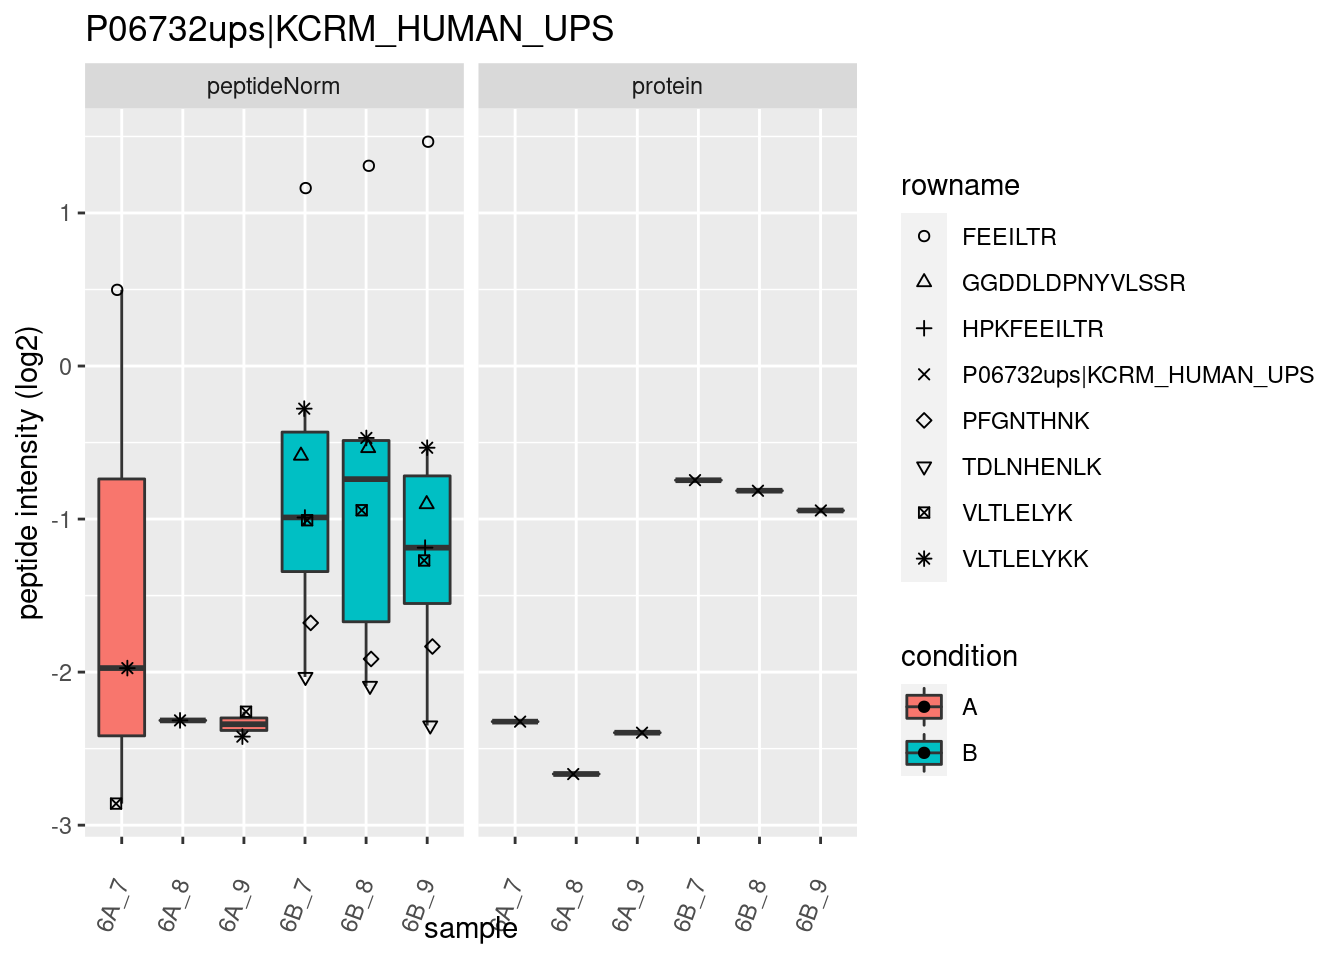 P06732ups|KCRM_HUMAN_UPS
peptideNorm
protein
peptide intensity (log2)
1
0
-1
-2
-3
6A_7
6A_8
6A_9
6B_7
6B_8
6B_9
6A_7
6A_8
6A_9
6B_7
6B_8
6B_9
sample
rowname
FEEILTR
GGDDLDPNYVLSSR
HPKFEEILTR
P06732ups|KCRM_HUMAN_UPS
PFGNTHNK
TDLNHENLK
VLTLELYK
VLTLELYKK
condition
A
B